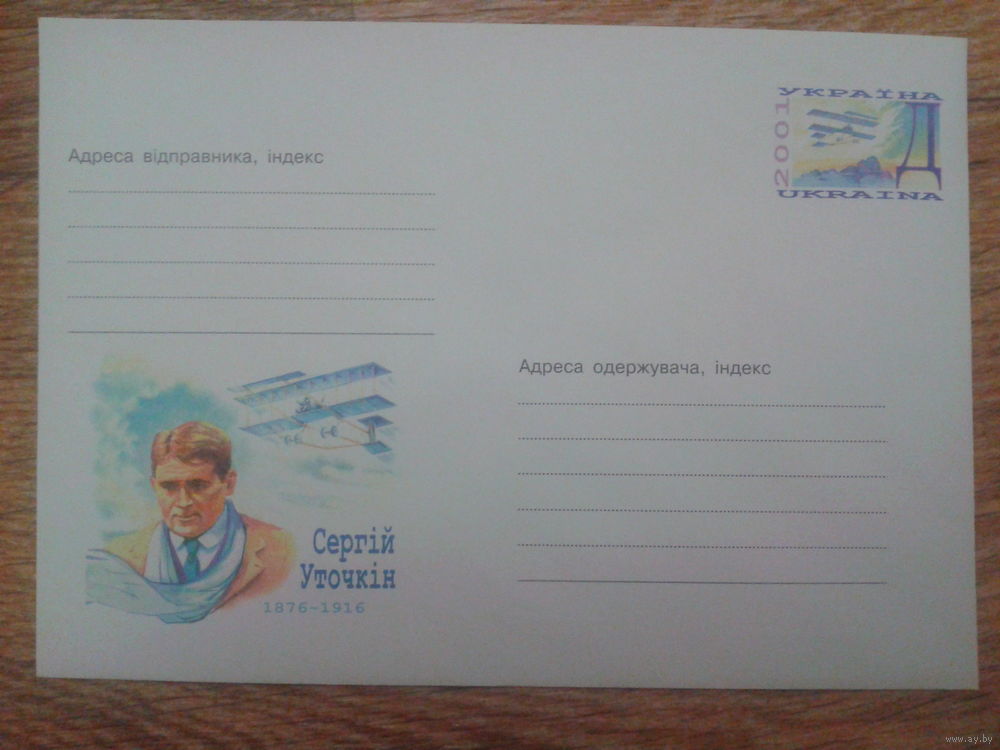 УКРАЇНА
2001
Д
UKRAINA
Адреса відправника, індекс
Адреса одержувача, індекс
Сергій
Уточкін
1876~1916
www.ay.by